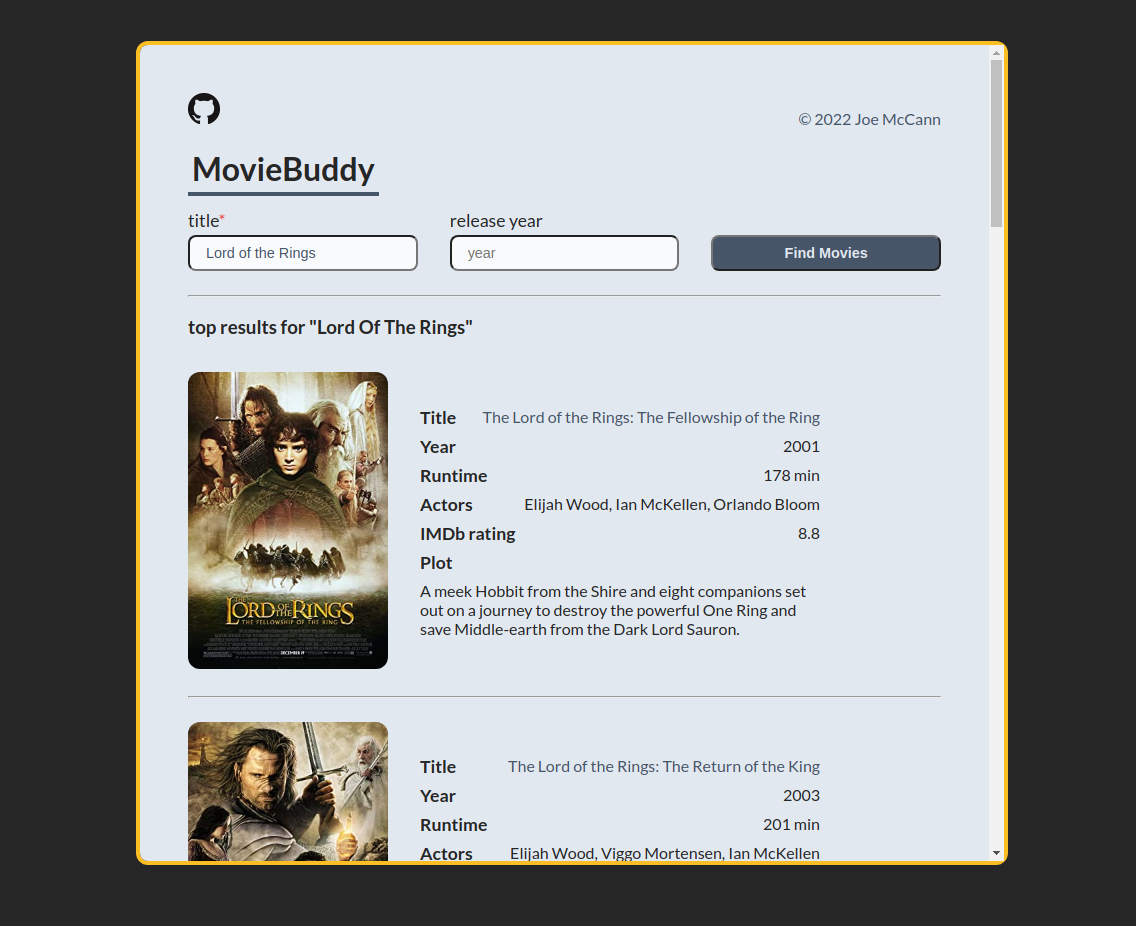 © 2022 Joe McCann
MovieBuddy
title*
release year
Lord of the Rings
year
Find Movies
top results for "Lord Of The Rings"
THE LORD OF THE RINGS
THE FELLOWSHIP OF THE RING
DECEMBER 19
Title The Lord of the Rings: The Fellowship of the Ring
Year 2001
Runtime 178 min
Actors Elijah Wood, Ian McKellen, Orlando Bloom
IMDb rating 8.8
Plot
A meek Hobbit from the Shire and eight companions set
out on a journey to destroy the powerful One Ring and
save Middle-earth from the Dark Lord Sauron.
Title The Lord of the Rings: The Return of the King
Year 2003
Runtime 201 min
Actors Elijah Wood, Viggo Mortensen, Ian McKellen